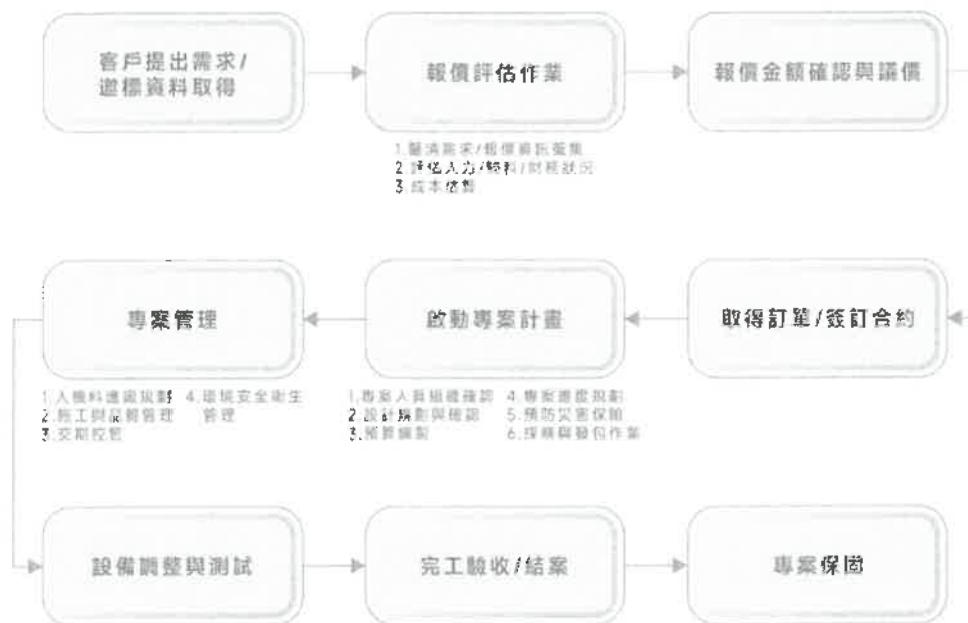 客戶提出需求/
邀標資料取得
報價評估作業
報價金額確認與議價
1.釐清需求/報價資訊蒐集
2.評估人力/物料/財務狀況
3.成本估算
專案管理
啟動專案計畫
取得訂單/簽訂合約
1.人機料進退規劃 4.環境安全衛生
2.施工與品質管理 管理
3.交期控管
1.專案人員組織確認 4.專案進度規劃
2.設計規劃與確認 5.預防災害保險
3.預算編製 6.採購與發包作業
設備調整與測試
完工驗收/結案
專案保固